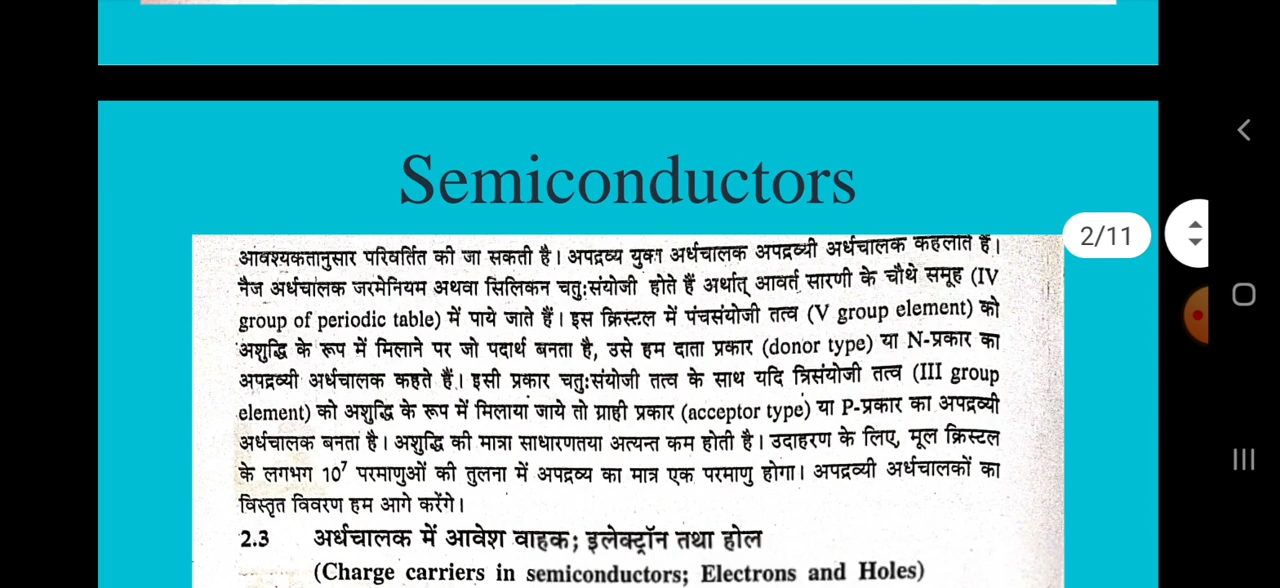 Semiconductors
2/11
आवश्यकतानुसार परिवर्तित की जा सकती है। अपद्रव्य युक्त अर्धचालक अपद्रव्यी अर्धचालक कहलाते हैं।
नैज अर्धचालक जरमेनियम अथवा सिलिकन चतु:संयोजी होते हैं अर्थात् आवर्त सारणी के चौथे समूह (IV
group of periodic table) में पाये जाते हैं। इस क्रिस्टल में पंचसंयोजी तत्व (V group element) को
अशुद्धि के रूप में मिलाने पर जो पदार्थ बनता है, उसे हम दाता प्रकार (donor type) या N-प्रकार का
अपद्रव्यी अर्धचालक कहते हैं। इसी प्रकार चतु:संयोजी तत्व के साथ यदि त्रिसंयोजी तत्व (III group
element) को अशुद्धि के रूप में मिलाया जाये तो ग्राही प्रकार (acceptor type) या P-प्रकार का अपद्रव्यी
अर्धचालक बनता है। अशुद्धि की मात्रा साधारणतया अत्यन्त कम होती है। उदाहरण के लिए, मूल क्रिस्टल
के लगभग 10⁷ परमाणुओं की तुलना में अपद्रव्य का मात्र एक परमाणु होगा। अपद्रव्यी अर्धचालकों का
विस्तृत विवरण हम आगे करेंगे।
2.3 अर्धचालक में आवेश वाहक; इलेक्ट्रॉन तथा होल
(Charge carriers in semiconductors; Electrons and Holes)